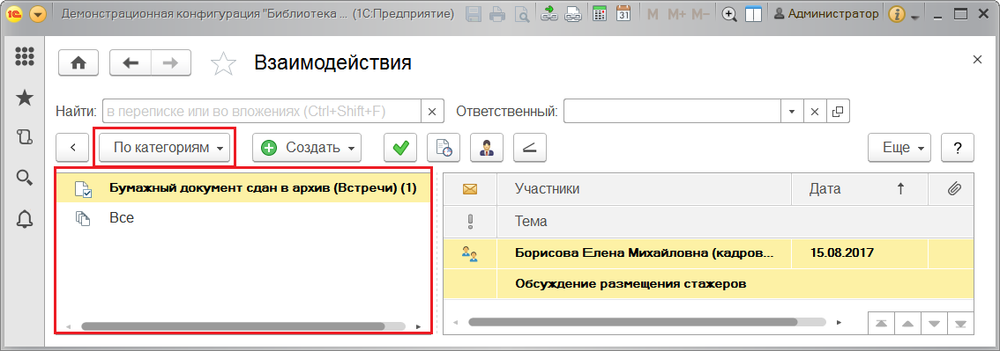 Демонстрационная конфигурация "Библиотека ... (1С:Предприятие) M M+ M- 31 Администратор
Взаимодействия
Найти: в переписке или во вложениях (Ctrl+Shift+F) Ответственный:
По категориям Создать Еще ?
Бумажный документ сдан в архив (Встречи) (1)
Все
Участники Дата
Тема
Борисова Елена Михайловна (кадров... 15.08.2017
Обсуждение размещения стажеров